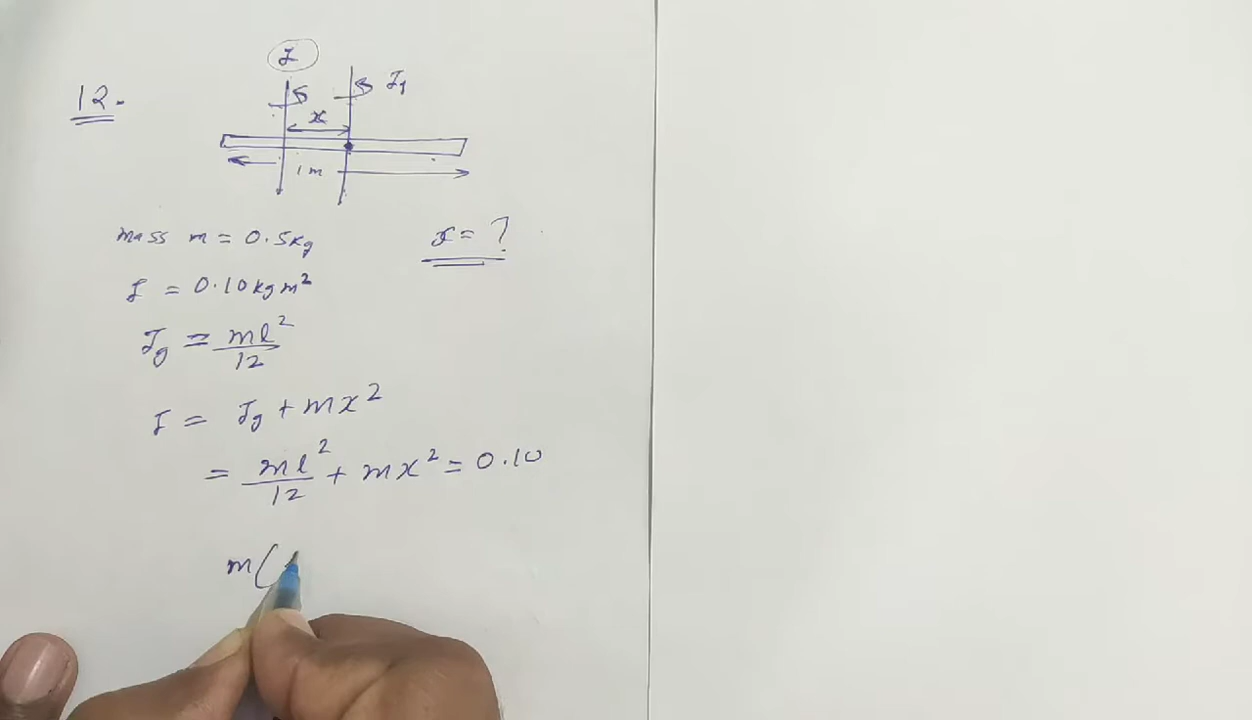 I
12.
I1
x
1 m
mass m = 0.5kg
x = ?
I = 0.10 kg m²
Ig = ml²/12
I = Ig + mx²
= ml²/12 + mx² = 0.10
m(